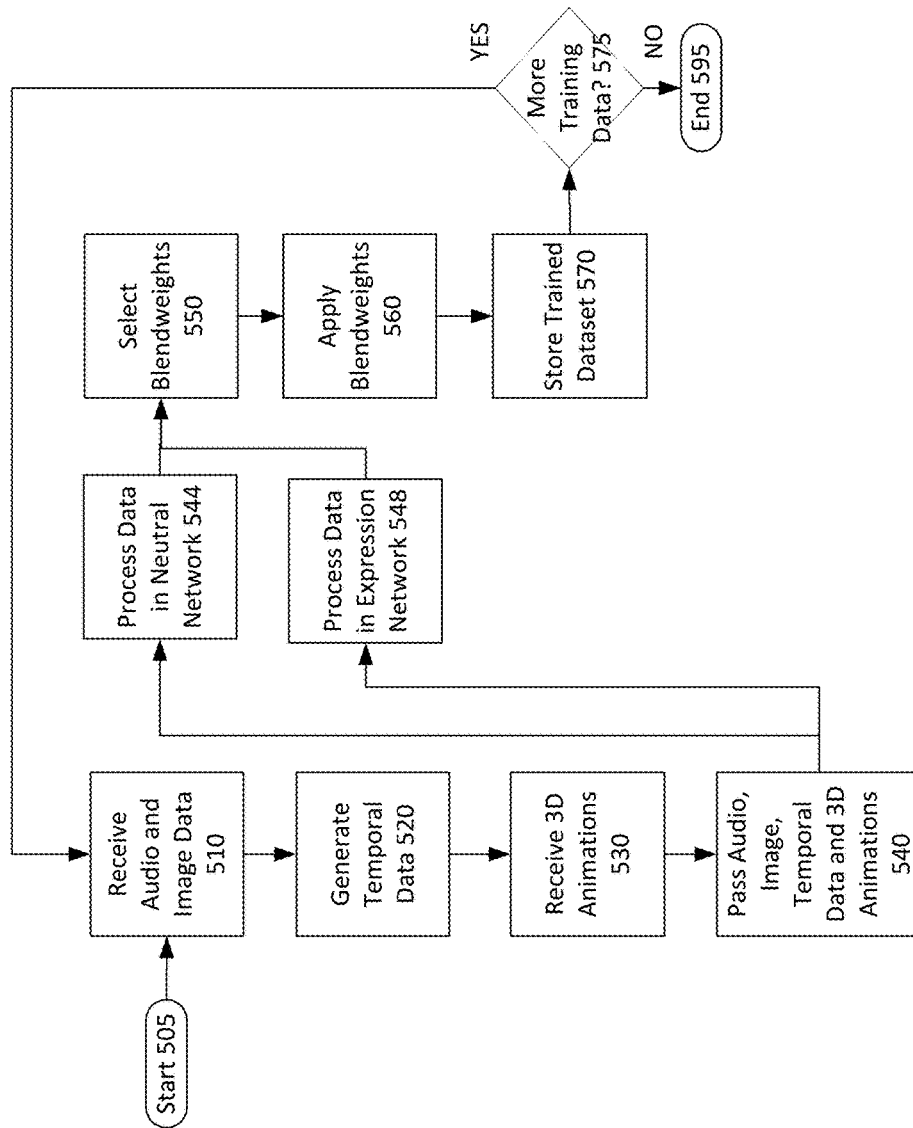 Start 505
Receive
Audio and
Image Data
510
Generate
Temporal
Data 520
Receive 3D
Animations
530
Pass Audio,
Image,
Temporal
Data and 3D
Animations
540
Process Data
in Neutral
Network 544
Process Data
in Expression
Network 548
Select
Blendweights
550
Apply
Blendweights
560
Store Trained
Dataset 570
More
Training
Data? 575
YES
NO
End 595